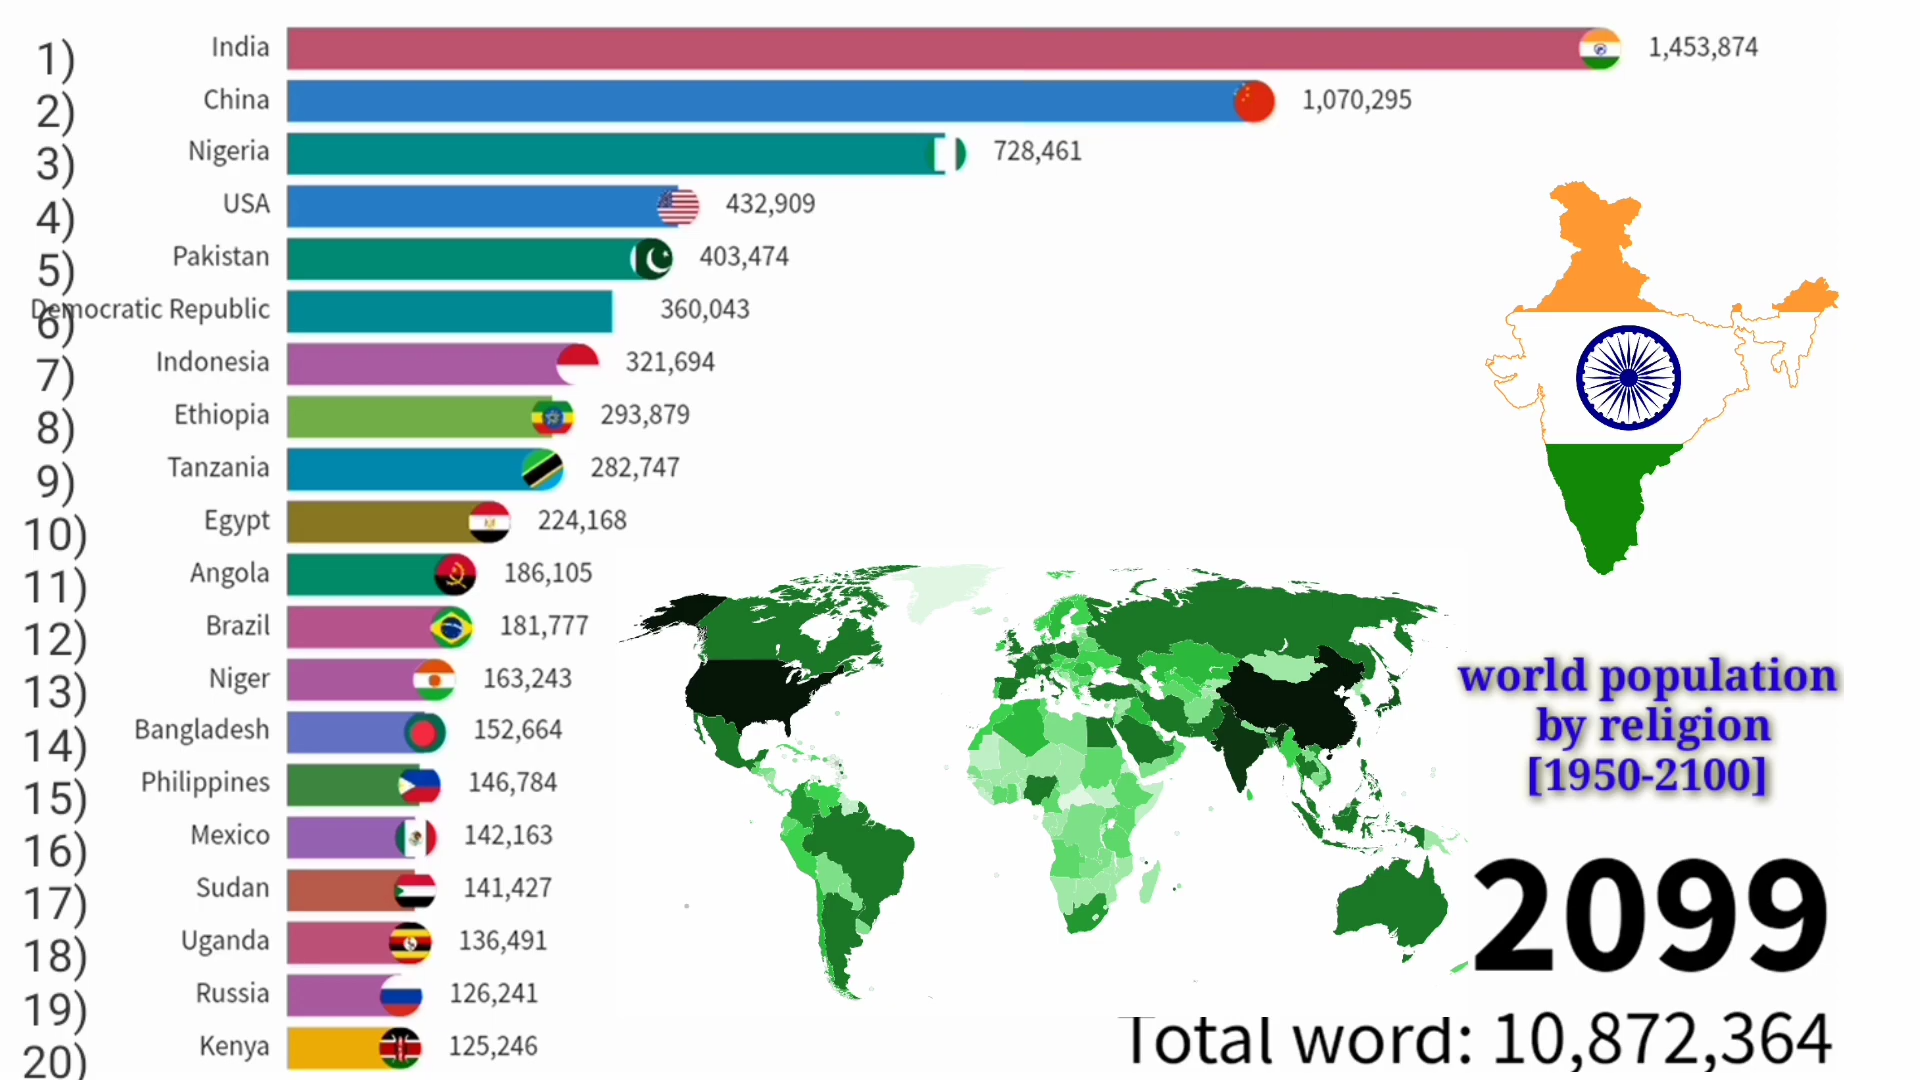 1) India 1,453,874
2) China 1,070,295
3) Nigeria 728,461
4) USA 432,909
5) Pakistan 403,474
6) Democratic Republic 360,043
7) Indonesia 321,694
8) Ethiopia 293,879
9) Tanzania 282,747
10) Egypt 224,168
11) Angola 186,105
12) Brazil 181,777
13) Niger 163,243
14) Bangladesh 152,664
15) Philippines 146,784
16) Mexico 142,163
17) Sudan 141,427
18) Uganda 136,491
19) Russia 126,241
20) Kenya 125,246
world population
by religion
[1950-2100]
2099
Total word: 10,872,364